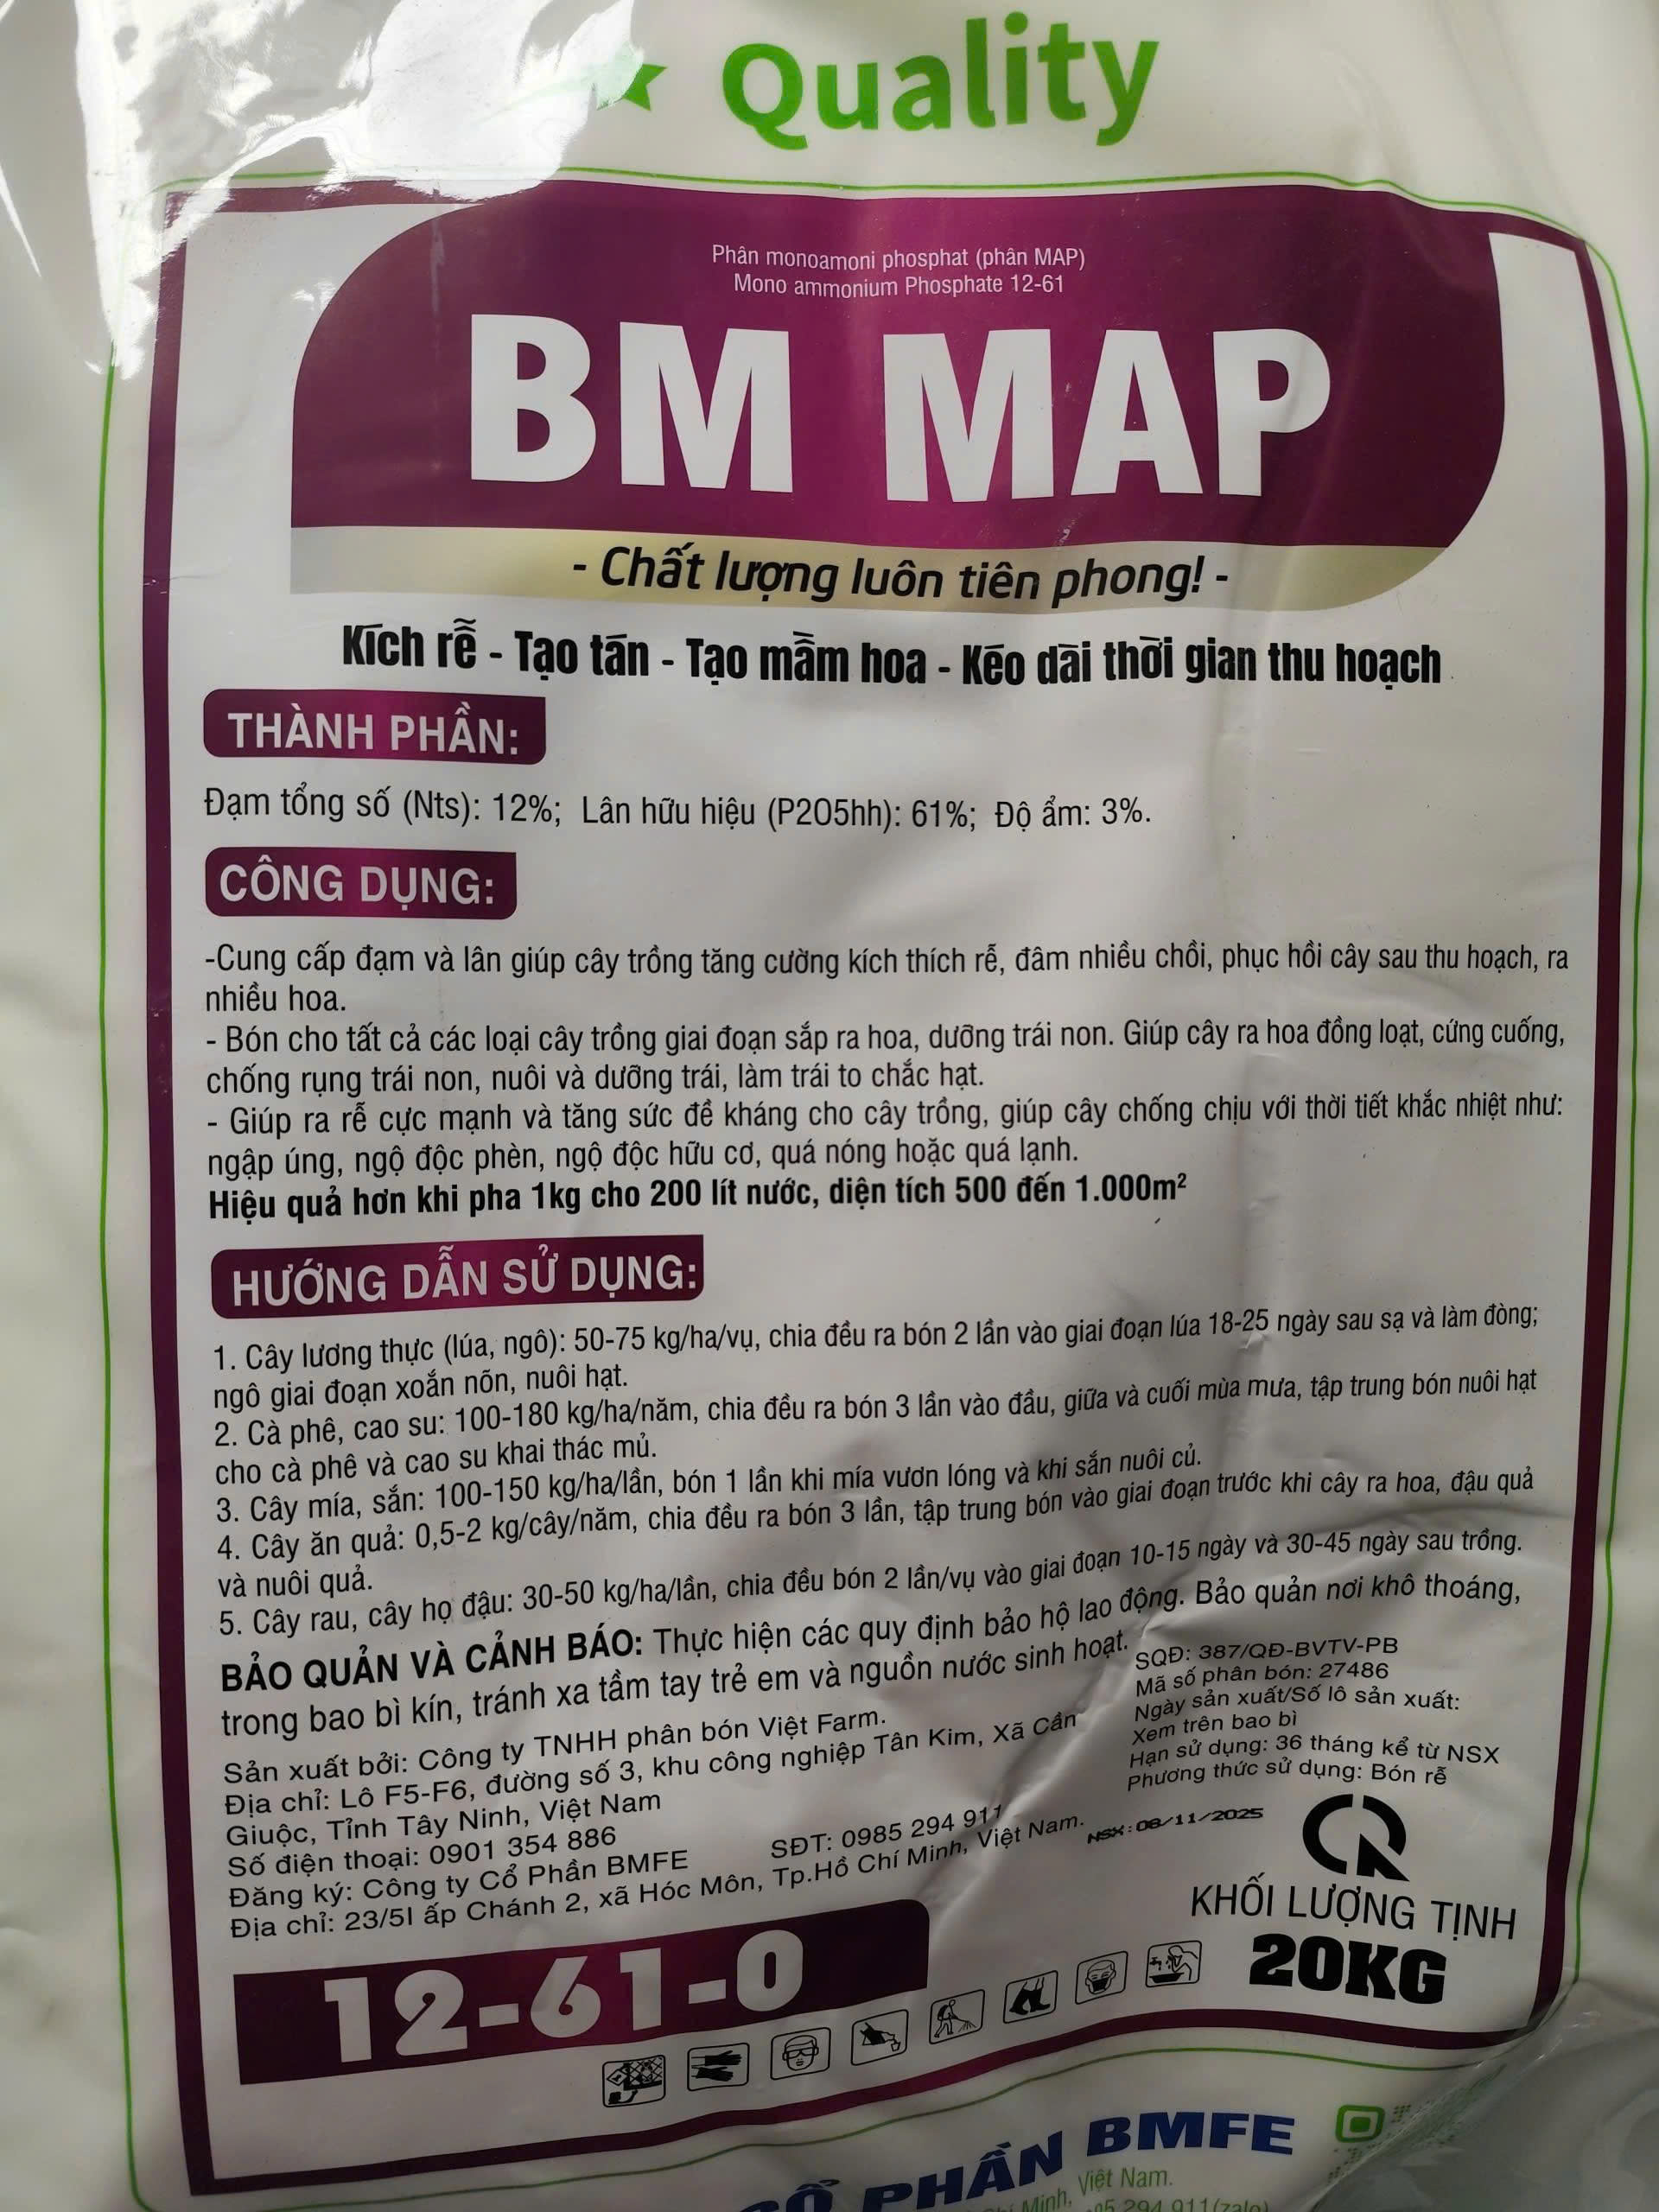 Quality
Phân monoamoni phosphat (phân MAP)
Mono ammonium Phosphate 12-61
BM MAP
- Chất lượng luôn tiên phong! -
Kích rễ - Tạo tán - Tạo mầm hoa - Kéo dài thời gian thu hoạch
THÀNH PHẦN:
Đạm tổng số (Nts): 12%; Lân hữu hiệu (P2O5hh): 61%; Độ ẩm: 3%.
CÔNG DỤNG:
-Cung cấp đạm và lân giúp cây trồng tăng cường kích thích rễ, đâm nhiều chồi, phục hồi cây sau thu hoạch, ra
nhiều hoa.
- Bón cho tất cả các loại cây trồng giai đoạn sắp ra hoa, dưỡng trái non. Giúp cây ra hoa đồng loạt, cứng cuống,
chống rụng trái non, nuôi và dưỡng trái, làm trái to chắc hạt.
- Giúp ra rễ cực mạnh và tăng sức đề kháng cho cây trồng, giúp cây chống chịu với thời tiết khắc nhiệt như:
ngập úng, ngộ độc phèn, ngộ độc hữu cơ, quá nóng hoặc quá lạnh.
Hiệu quả hơn khi pha 1kg cho 200 lít nước, diện tích 500 đến 1.000m²
HƯỚNG DẪN SỬ DỤNG:
1. Cây lương thực (lúa, ngô): 50-75 kg/ha/vụ, chia đều ra bón 2 lần vào giai đoạn lúa 18-25 ngày sau sạ và làm đòng;
ngô giai đoạn xoắn nõn, nuôi hạt.
2. Cà phê, cao su: 100-180 kg/ha/năm, chia đều ra bón 3 lần vào đầu, giữa và cuối mùa mưa, tập trung bón nuôi hạt
cho cà phê và cao su khai thác mủ.
3. Cây mía, sắn: 100-150 kg/ha/lần, bón 1 lần khi mía vươn lóng và khi sắn nuôi củ.
4. Cây ăn quả: 0,5-2 kg/cây/năm, chia đều ra bón 3 lần, tập trung bón vào giai đoạn trước khi cây ra hoa, đậu quả
và nuôi quả.
5. Cây rau, cây họ đậu: 30-50 kg/ha/lần, chia đều bón 2 lần/vụ vào giai đoạn 10-15 ngày và 30-45 ngày sau trồng.
BẢO QUẢN VÀ CẢNH BÁO: Thực hiện các quy định bảo hộ lao động. Bảo quản nơi khô thoáng,
trong bao bì kín, tránh xa tầm tay trẻ em và nguồn nước sinh hoạt.
Sản xuất bởi: Công ty TNHH phân bón Việt Farm.
Địa chỉ: Lô F5-F6, đường số 3, khu công nghiệp Tân Kim, Xã Cần
Giuộc, Tỉnh Tây Ninh, Việt Nam
Số điện thoại: 0901 354 886
Đăng ký: Công ty Cổ Phần BMFE SĐT: 0985 294 911
Địa chỉ: 23/5I ấp Chánh 2, xã Hóc Môn, Tp.Hồ Chí Minh, Việt Nam.
SQĐ: 387/QĐ-BVTV-PB
Mã số phân bón: 27486
Ngày sản xuất/Số lô sản xuất:
Xem trên bao bì
Hạn sử dụng: 36 tháng kể từ NSX
Phương thức sử dụng: Bón rễ
NSX: 08/11/2025
KHỐI LƯỢNG TỊNH
20KG
12-61-0
PHẦN BMFE
Minh, Việt Nam.
294 911(zalo)